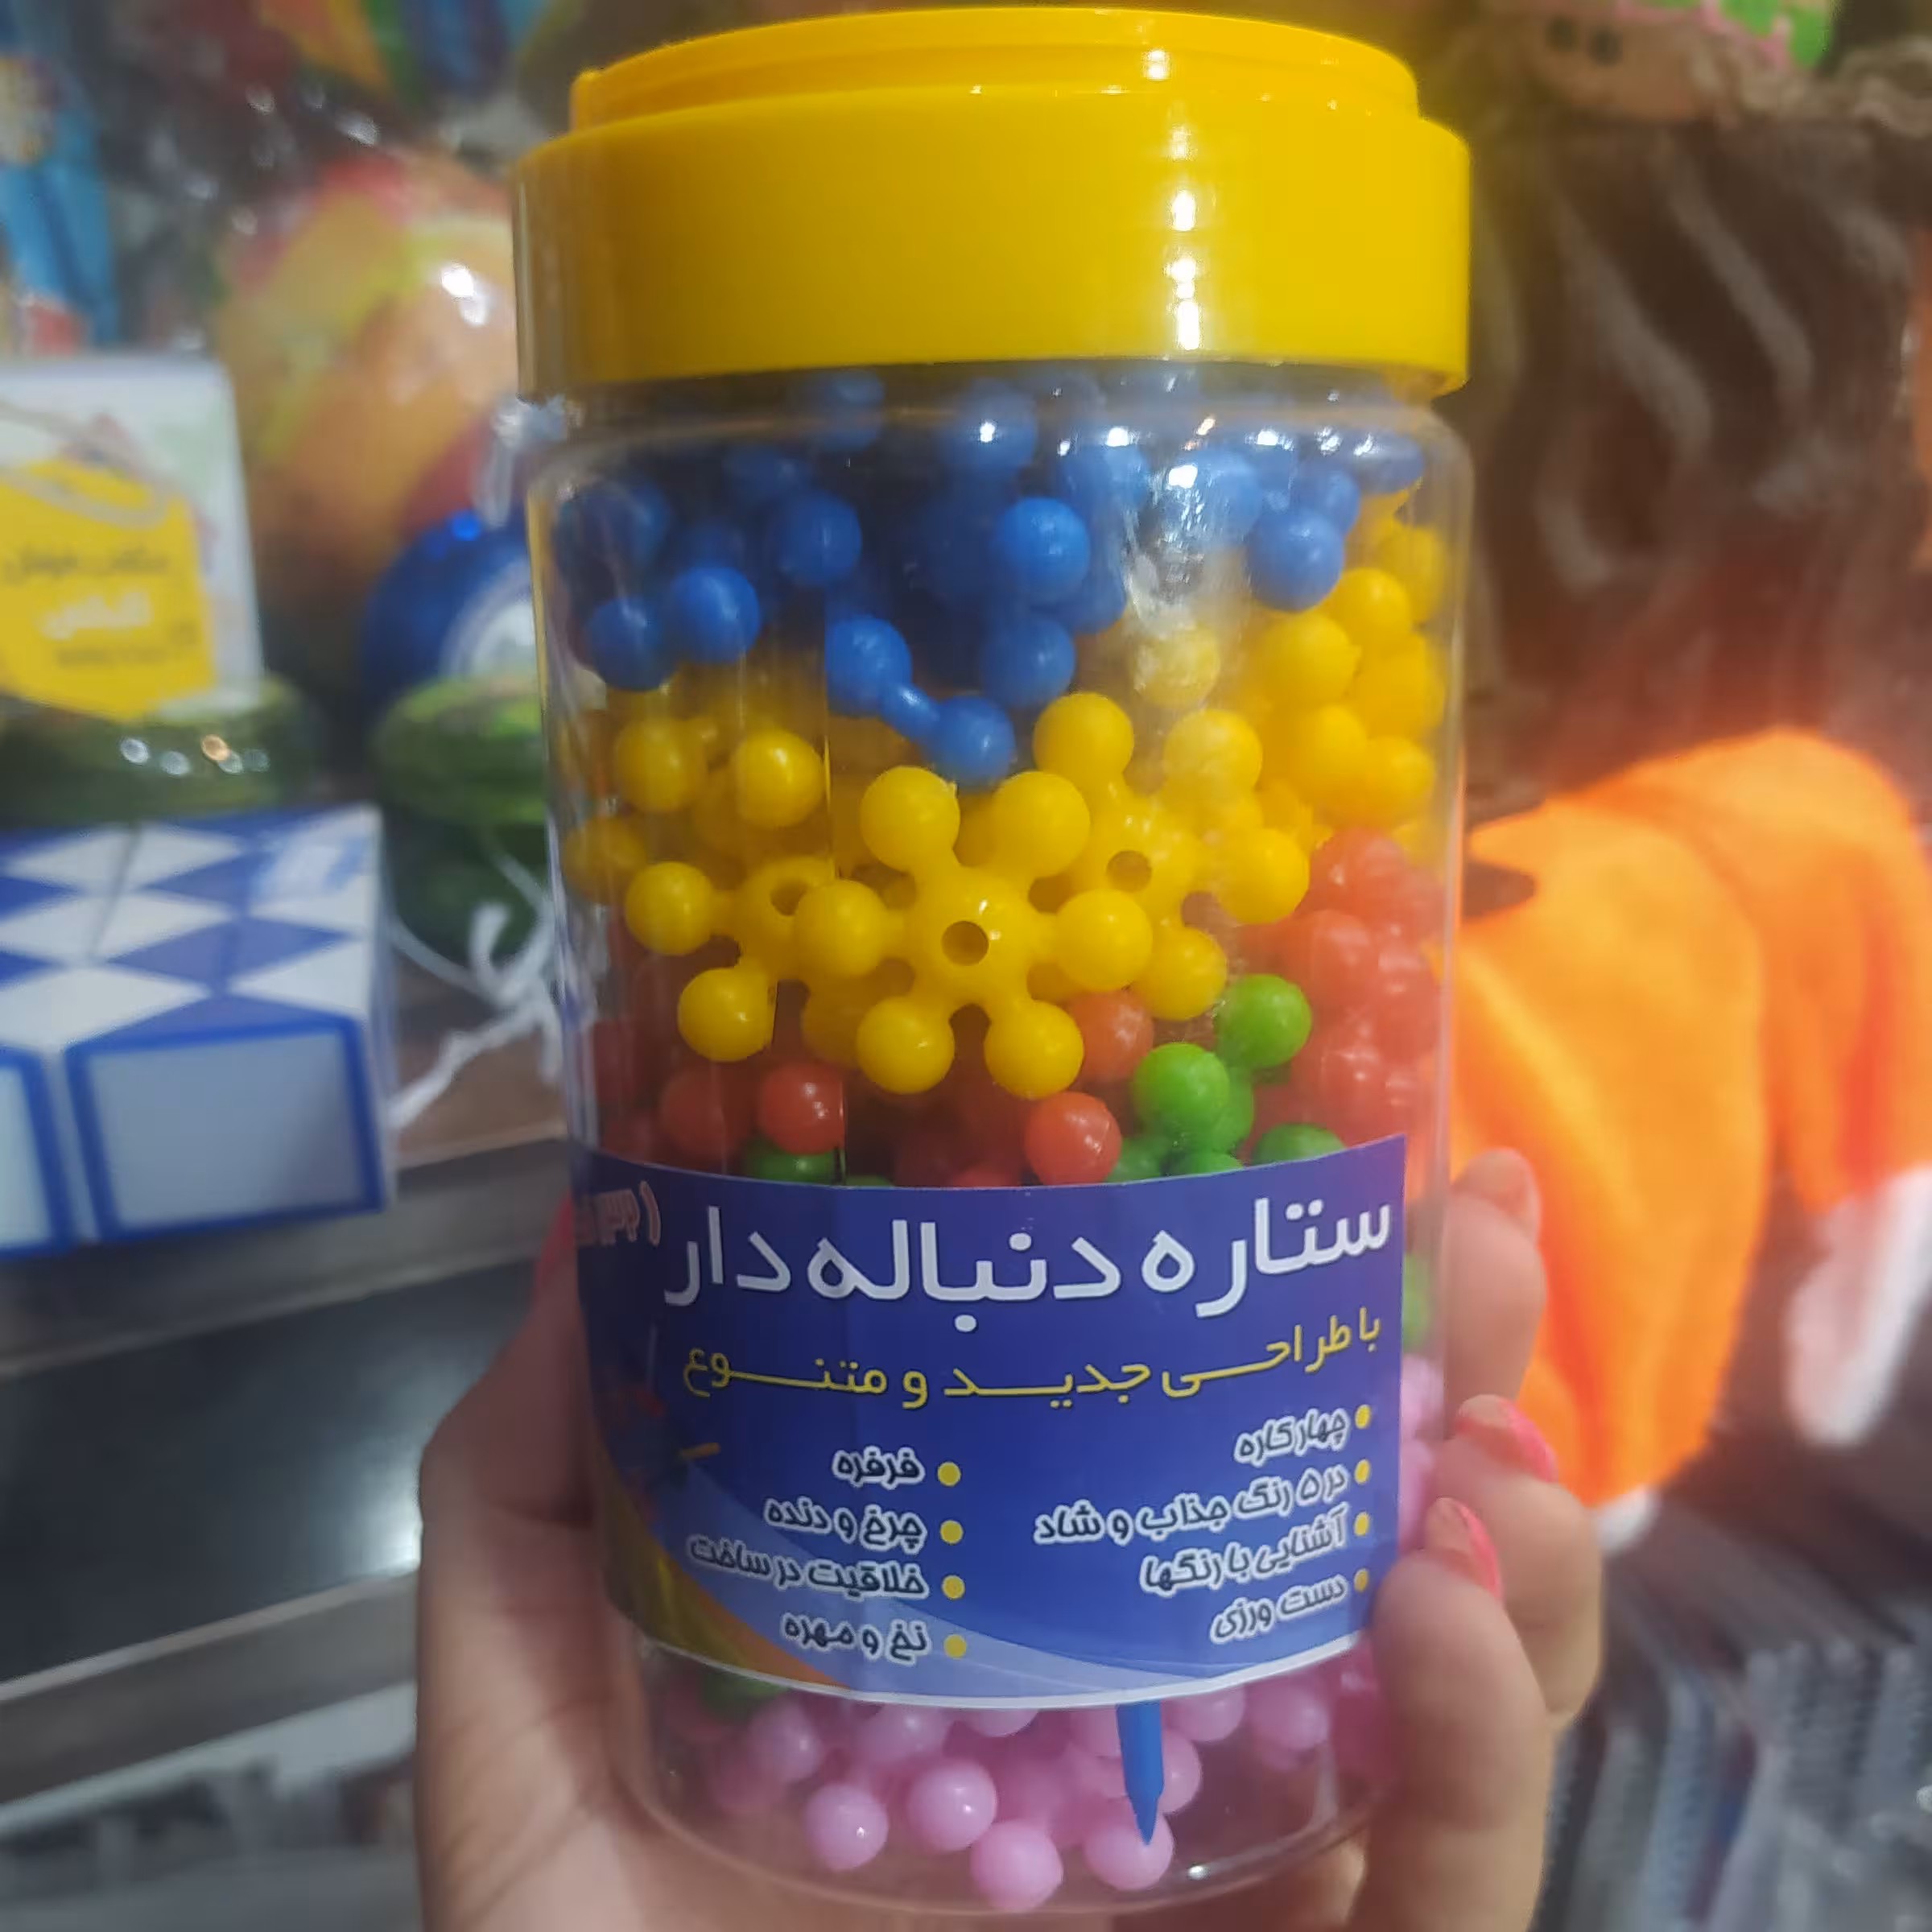 ستاره دنباله‌دار
با طراحی جدید و متنوع
چهار کاره
در ۵ رنگ جذاب و شاد
آشنایی با رنگها
دست ورزی
فرفره
چرخ و دنده
خلاقیت در ساخت
نخ و مهره